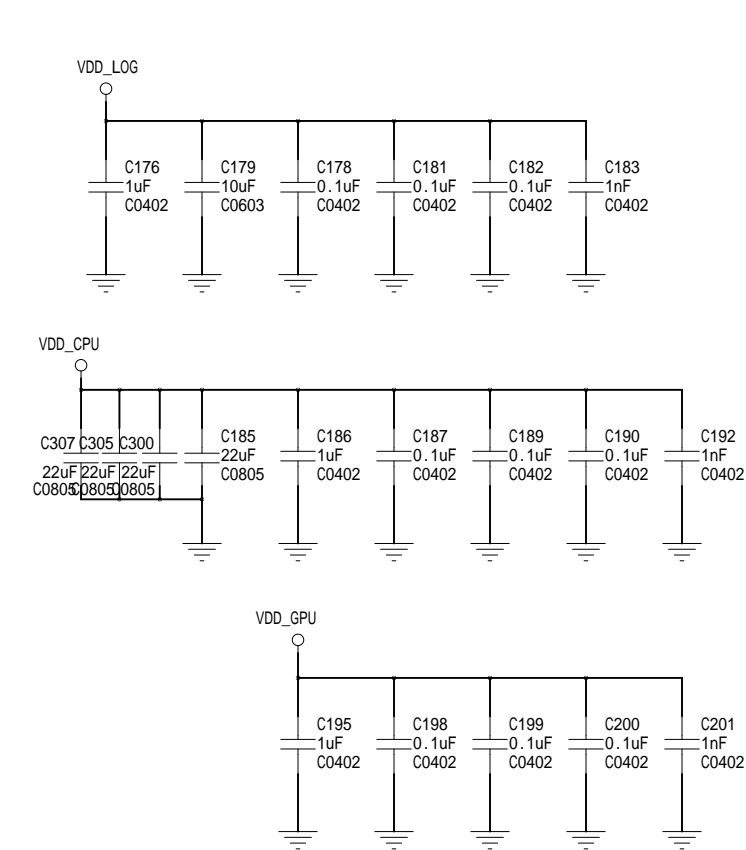 VDD_LOG
C176 C179 C178 C181 C182 C183
1uF 10uF 0.1uF 0.1uF 0.1uF 1nF
C0402 C0603 C0402 C0402 C0402 C0402
VDD_CPU
C307 C305 C300 C185 C186 C187 C189 C190 C192
22uF 22uF 22uF 22uF 1uF 0.1uF 0.1uF 0.1uF 1nF
C0805 C0805 C0805 C0805 C0402 C0402 C0402 C0402 C0402
VDD_GPU
C195 C198 C199 C200 C201
1uF 0.1uF 0.1uF 0.1uF 1nF
C0402 C0402 C0402 C0402 C0402